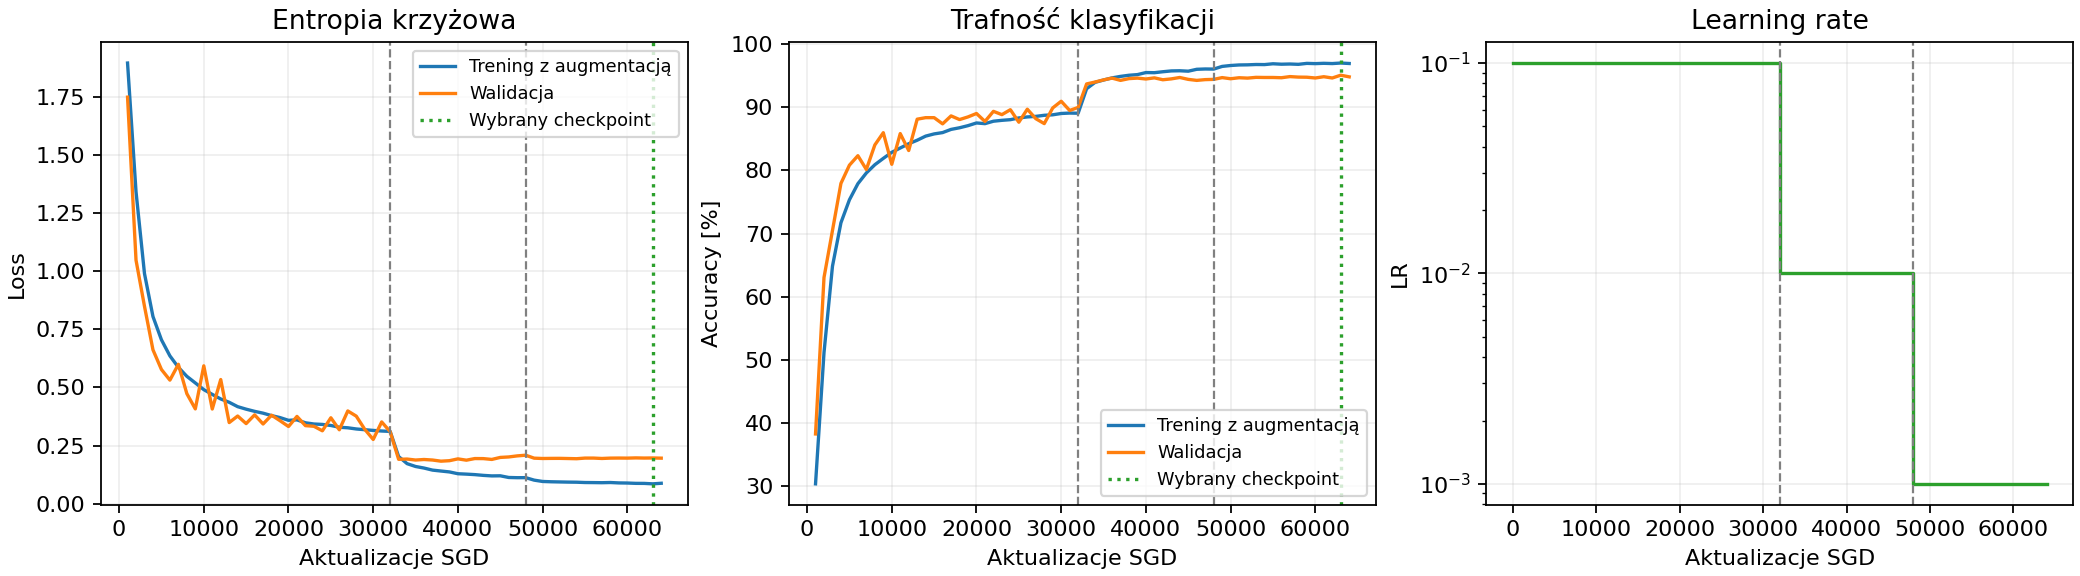 Entropia krzyżowa
Loss
1.75
1.50
1.25
1.00
0.75
0.50
0.25
0.00
Trening z augmentacją
Walidacja
Wybrany checkpoint
0 10000 20000 30000 40000 50000 60000
Aktualizacje SGD
Trafność klasyfikacji
Accuracy [%]
100
90
80
70
60
50
40
30
Trening z augmentacją
Walidacja
Wybrany checkpoint
0 10000 20000 30000 40000 50000 60000
Aktualizacje SGD
Learning rate
LR
10⁻¹
10⁻²
10⁻³
0 10000 20000 30000 40000 50000 60000
Aktualizacje SGD